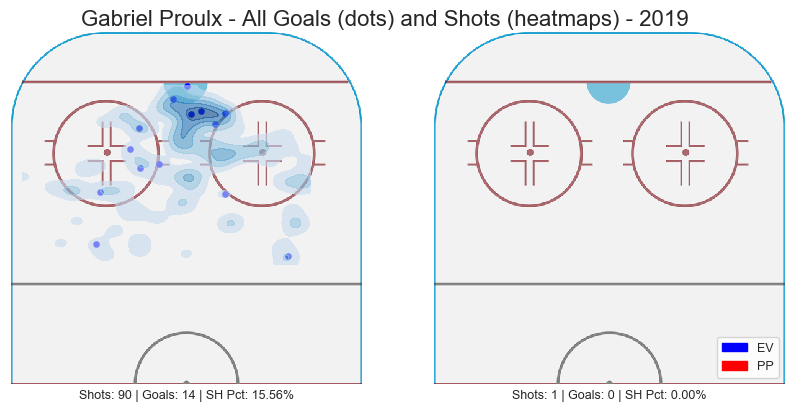 Gabriel Proulx - All Goals (dots) and Shots (heatmaps) - 2019
EV
PP
Shots: 90 | Goals: 14 | SH Pct: 15.56%
Shots: 1 | Goals: 0 | SH Pct: 0.00%